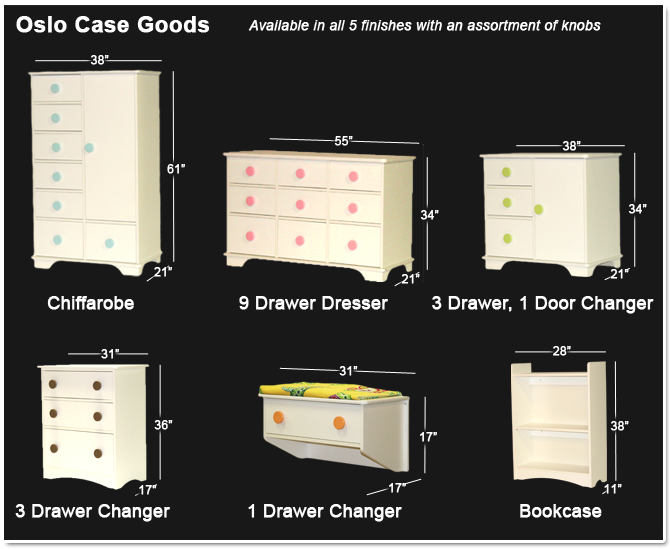 Oslo Case Goods
Available in all 5 finishes with an assortment of knobs
38"
61"
21"
Chiffarobe
55"
34"
21"
9 Drawer Dresser
38"
34"
21"
3 Drawer, 1 Door Changer
31"
36"
17"
3 Drawer Changer
31"
17"
17"
1 Drawer Changer
28"
38"
11"
Bookcase